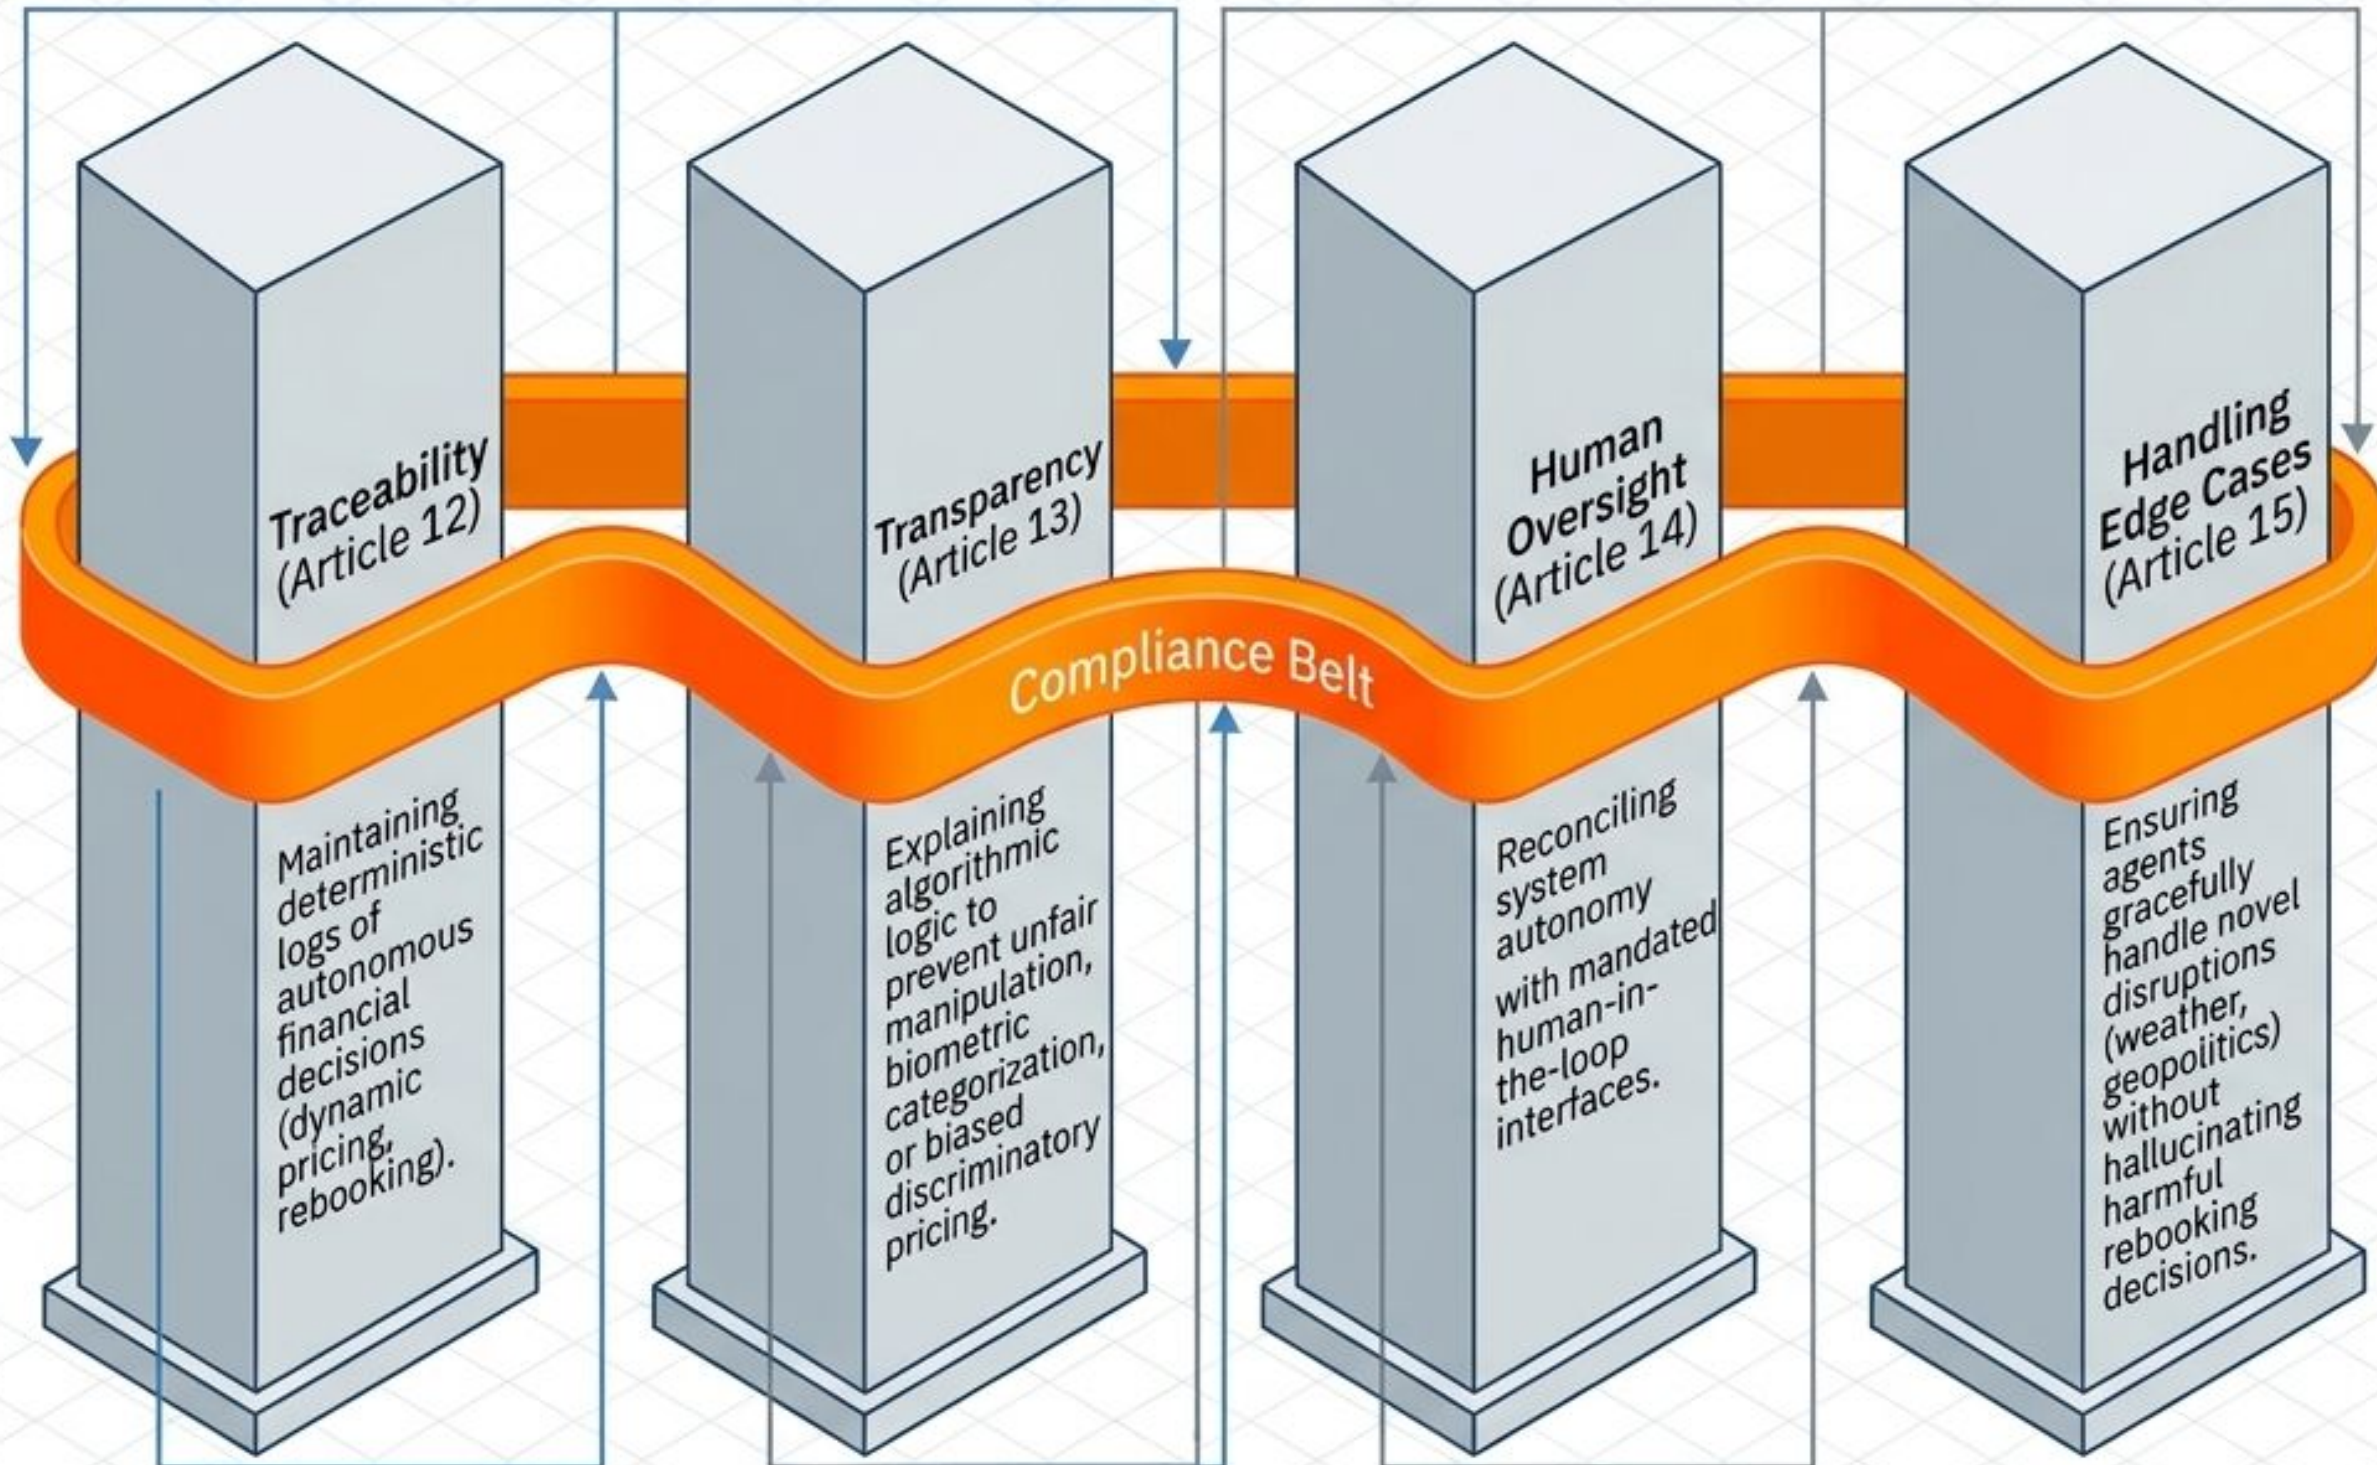 Traceability
(Article 12)
Maintaining
deterministic
logs of
autonomous
financial
decisions
(dynamic
pricing,
rebooking).
Transparency
(Article 13)
Explaining
algorithmic
logic to
prevent unfair
manipulation,
biometric
categorization,
or biased
discriminatory
pricing.
Compliance Belt
Human
Oversight
(Article 14)
Reconciling
system
autonomy
with mandated
human-in-
the-loop
interfaces.
Handling
Edge Cases
(Article 15)
Ensuring
agents
gracefully
handle novel
disruptions
(weather,
geopolitics)
without
hallucinating
harmful
rebooking
decisions.